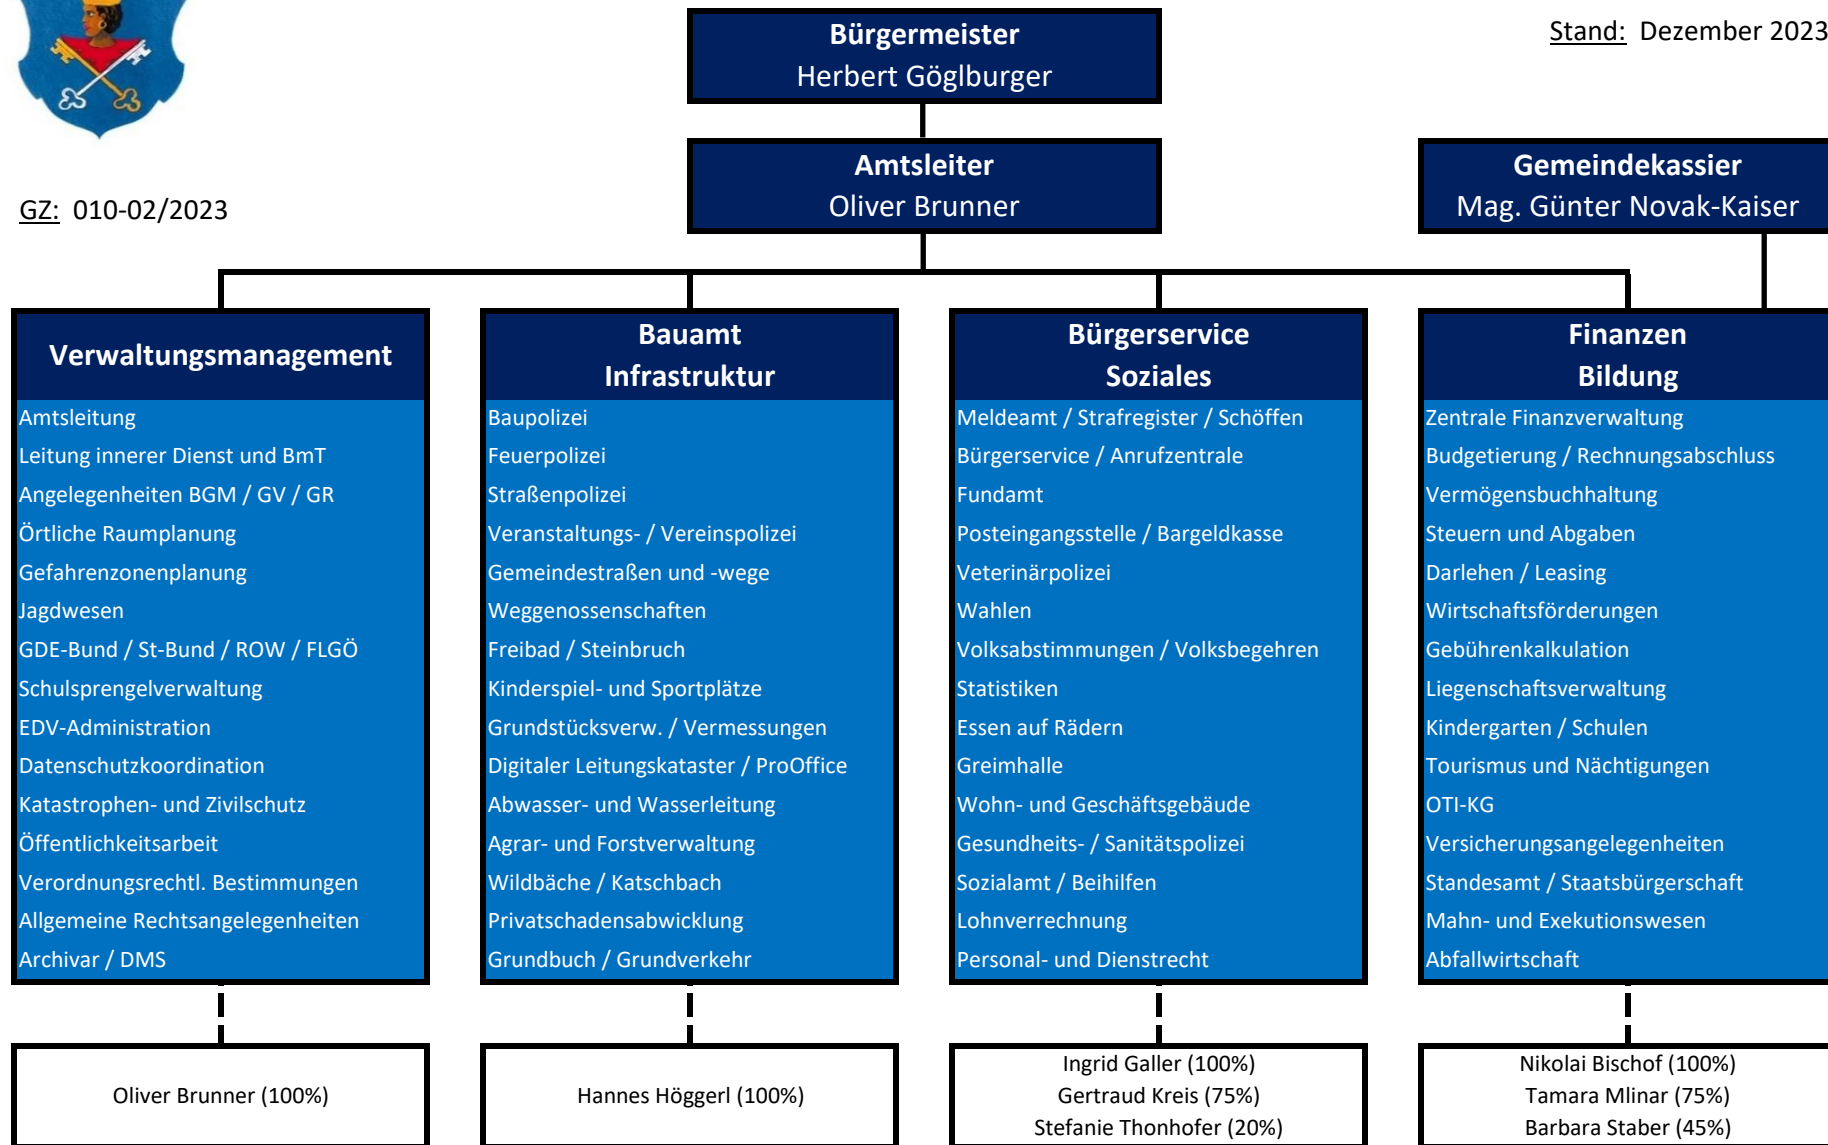 Bürgermeister
Herbert Göglburger
Stand: Dezember 2023
Amtsleiter
Oliver Brunner
Gemeindekassier
Mag. Günter Novak-Kaiser
GZ: 010-02/2023
Verwaltungsmanagement
Amtsleitung
Leitung innerer Dienst und BmT
Angelegenheiten BGM / GV / GR
Örtliche Raumplanung
Gefahrenzonenplanung
Jagdwesen
GDE-Bund / St-Bund / ROW / FLGÖ
Schulsprengelverwaltung
EDV-Administration
Datenschutzkoordination
Katastrophen- und Zivilschutz
Öffentlichkeitsarbeit
Verordnungsrechtl. Bestimmungen
Allgemeine Rechtsangelegenheiten
Archivar / DMS
Oliver Brunner (100%)
Bauamt
Infrastruktur
Baupolizei
Feuerpolizei
Straßenpolizei
Veranstaltungs- / Vereinspolizei
Gemeindestraßen und -wege
Weggenossenschaften
Freibad / Steinbruch
Kinderspiel- und Sportplätze
Grundstücksverw. / Vermessungen
Digitaler Leitungskataster / ProOffice
Abwasser- und Wasserleitung
Agrar- und Forstverwaltung
Wildbäche / Katschbach
Privatschadensabwicklung
Grundbuch / Grundverkehr
Hannes Höggerl (100%)
Bürgerservice
Soziales
Meldeamt / Strafregister / Schöffen
Bürgerservice / Anrufzentrale
Fundamt
Posteingangsstelle / Bargeldkasse
Veterinärpolizei
Wahlen
Volksabstimmungen / Volksbegehren
Statistiken
Essen auf Rädern
Greimhalle
Wohn- und Geschäftsgebäude
Gesundheits- / Sanitätspolizei
Sozialamt / Beihilfen
Lohnverrechnung
Personal- und Dienstrecht
Ingrid Galler (100%)
Gertraud Kreis (75%)
Stefanie Thonhofer (20%)
Finanzen
Bildung
Zentrale Finanzverwaltung
Budgetierung / Rechnungsabschluss
Vermögensbuchhaltung
Steuern und Abgaben
Darlehen / Leasing
Wirtschaftsförderungen
Gebührenkalkulation
Liegenschaftsverwaltung
Kindergarten / Schulen
Tourismus und Nächtigungen
OTI-KG
Versicherungsangelegenheiten
Standesamt / Staatsbürgerschaft
Mahn- und Exekutionswesen
Abfallwirtschaft
Nikolai Bischof (100%)
Tamara Mlinar (75%)
Barbara Staber (45%)